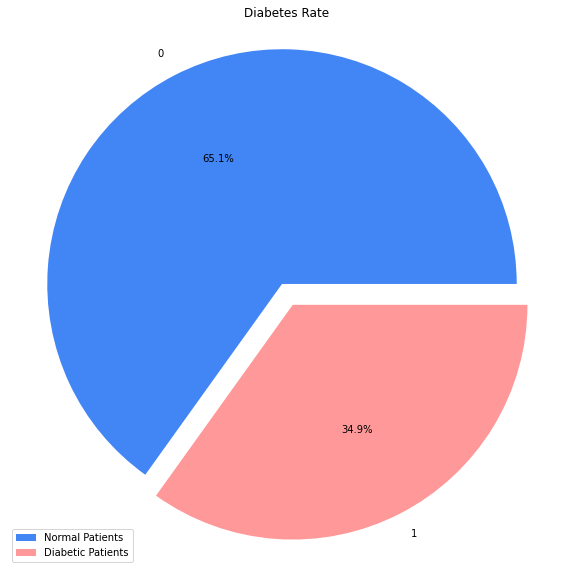 Diabetes Rate
0
65.1%
34.9%
1
Normal Patients
Diabetic Patients